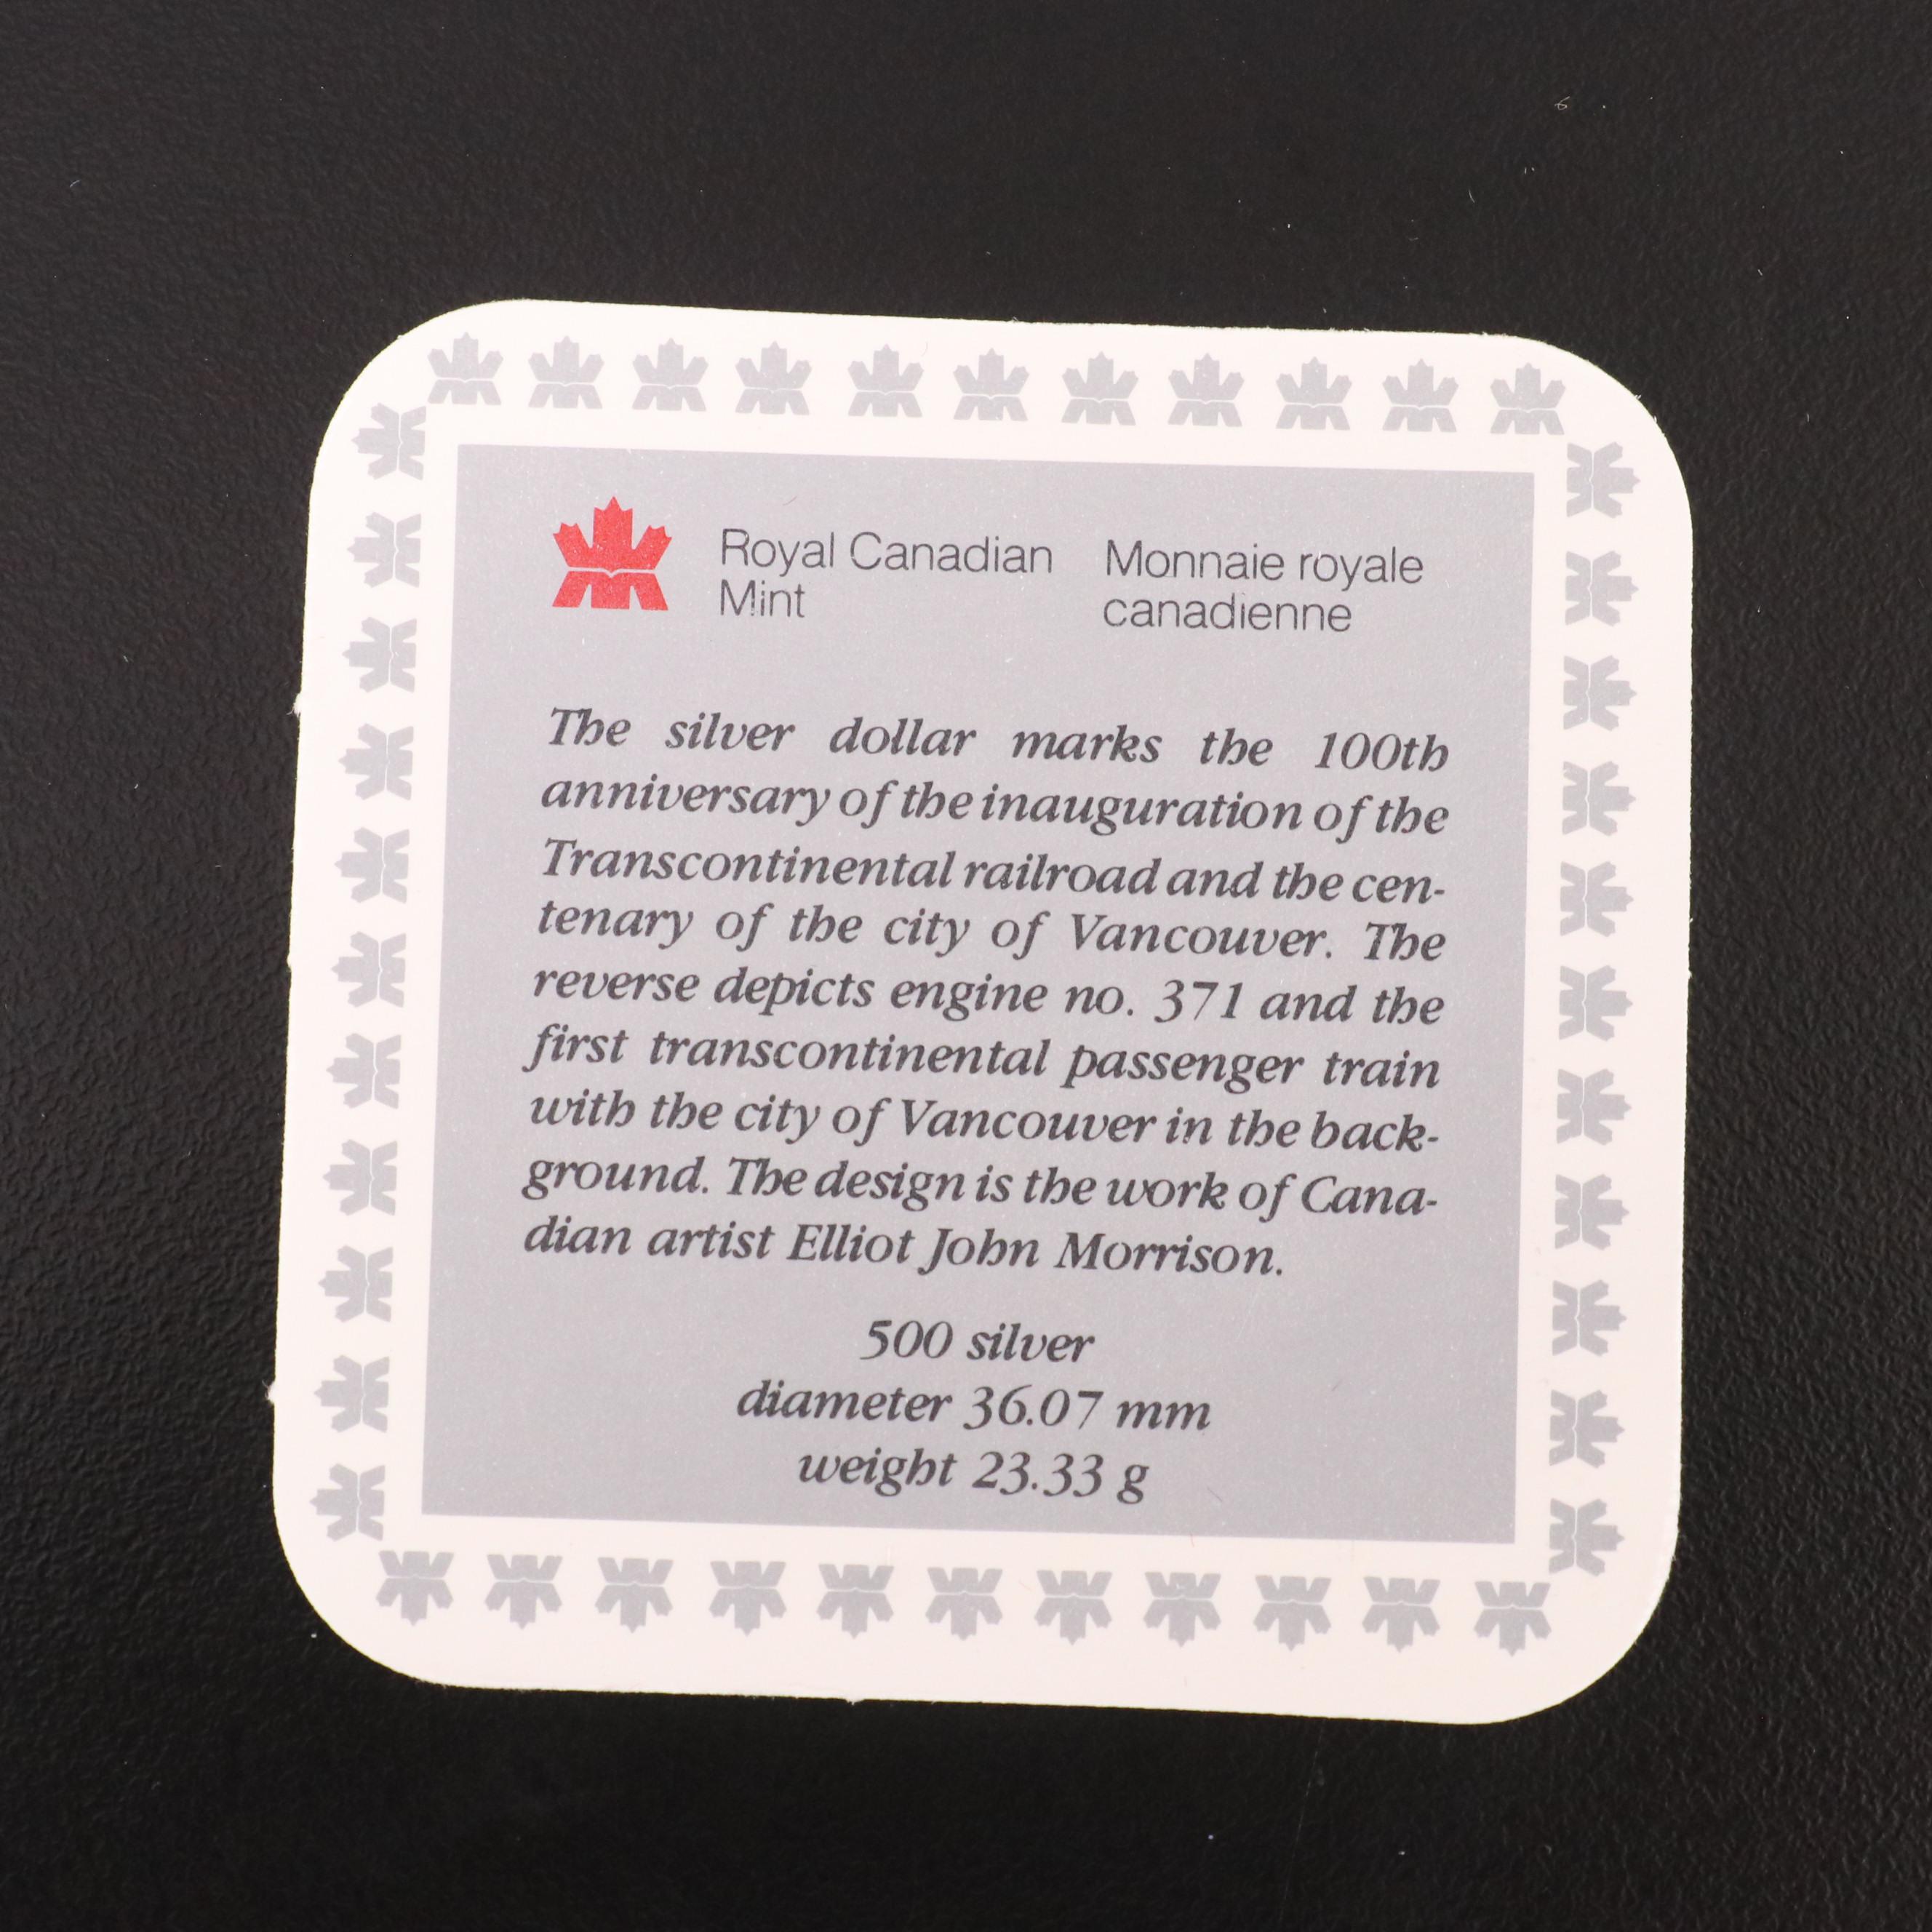 Royal Canadian
Mint
Monnaie royale
canadienne
The silver dollar marks the 100th
anniversary of the inauguration of the
Transcontinental railroad and the cen-
tenary of the city of Vancouver. The
reverse depicts engine no. 371 and the
first transcontinental passenger train
with the city of Vancouver in the back-
ground. The design is the work of Cana-
dian artist Elliot John Morrison.
500 silver
diameter 36.07 mm
weight 23.33 g